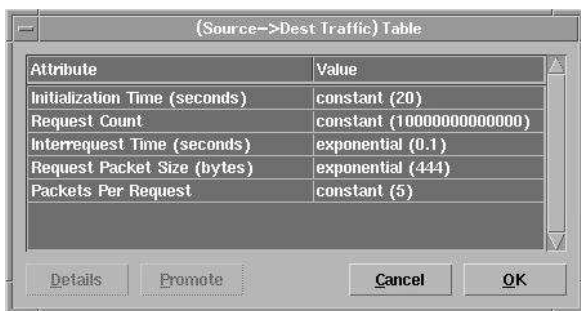 (Source->Dest Traffic) Table
Attribute Value
Initialization Time (seconds) constant (20)
Request Count constant (10000000000000)
Interrequest Time (seconds) exponential (0.1)
Request Packet Size (bytes) exponential (444)
Packets Per Request constant (5)
Details Promote Cancel OK